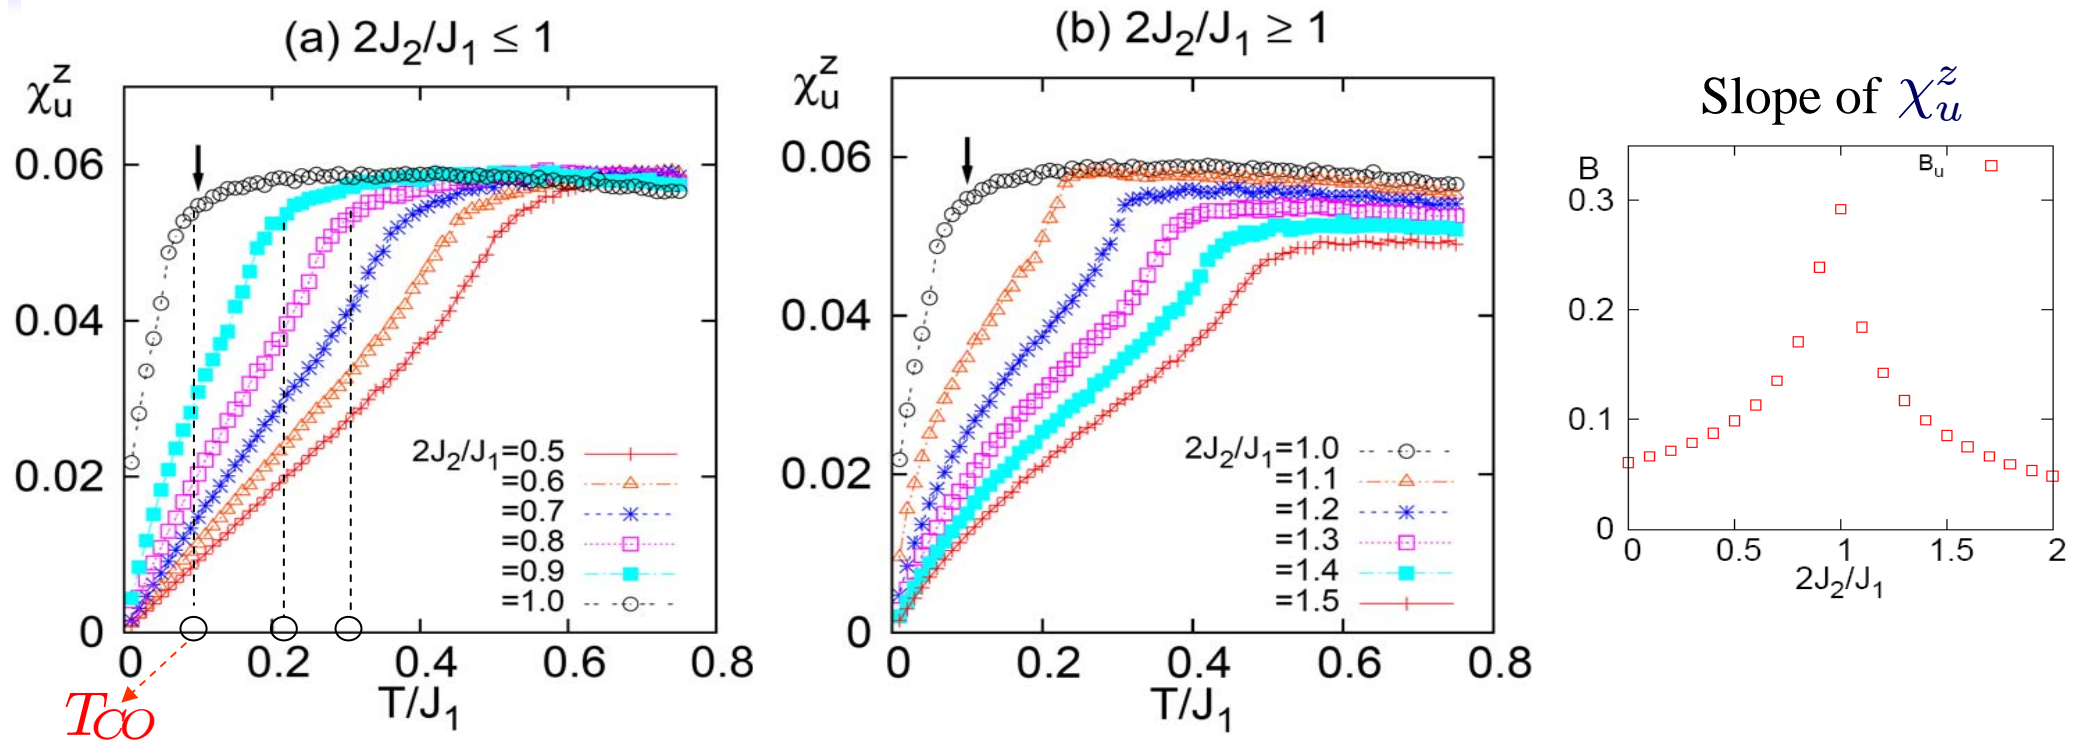 (a) 2J₂/J₁ ≤ 1
χᵤᶻ
0.06
0.04
0.02
0
0 0.2 0.4 0.6 0.8
T/J₁
2J₂/J₁=0.5
=0.6
=0.7
=0.8
=0.9
=1.0
Tco
(b) 2J₂/J₁ ≥ 1
χᵤᶻ
0.06
0.04
0.02
0
0 0.2 0.4 0.6 0.8
T/J₁
2J₂/J₁=1.0
=1.1
=1.2
=1.3
=1.4
=1.5
Slope of χᵤᶻ
B
Bᵤ
0.3
0.2
0.1
0
0 0.5 1 1.5 2
2J₂/J₁